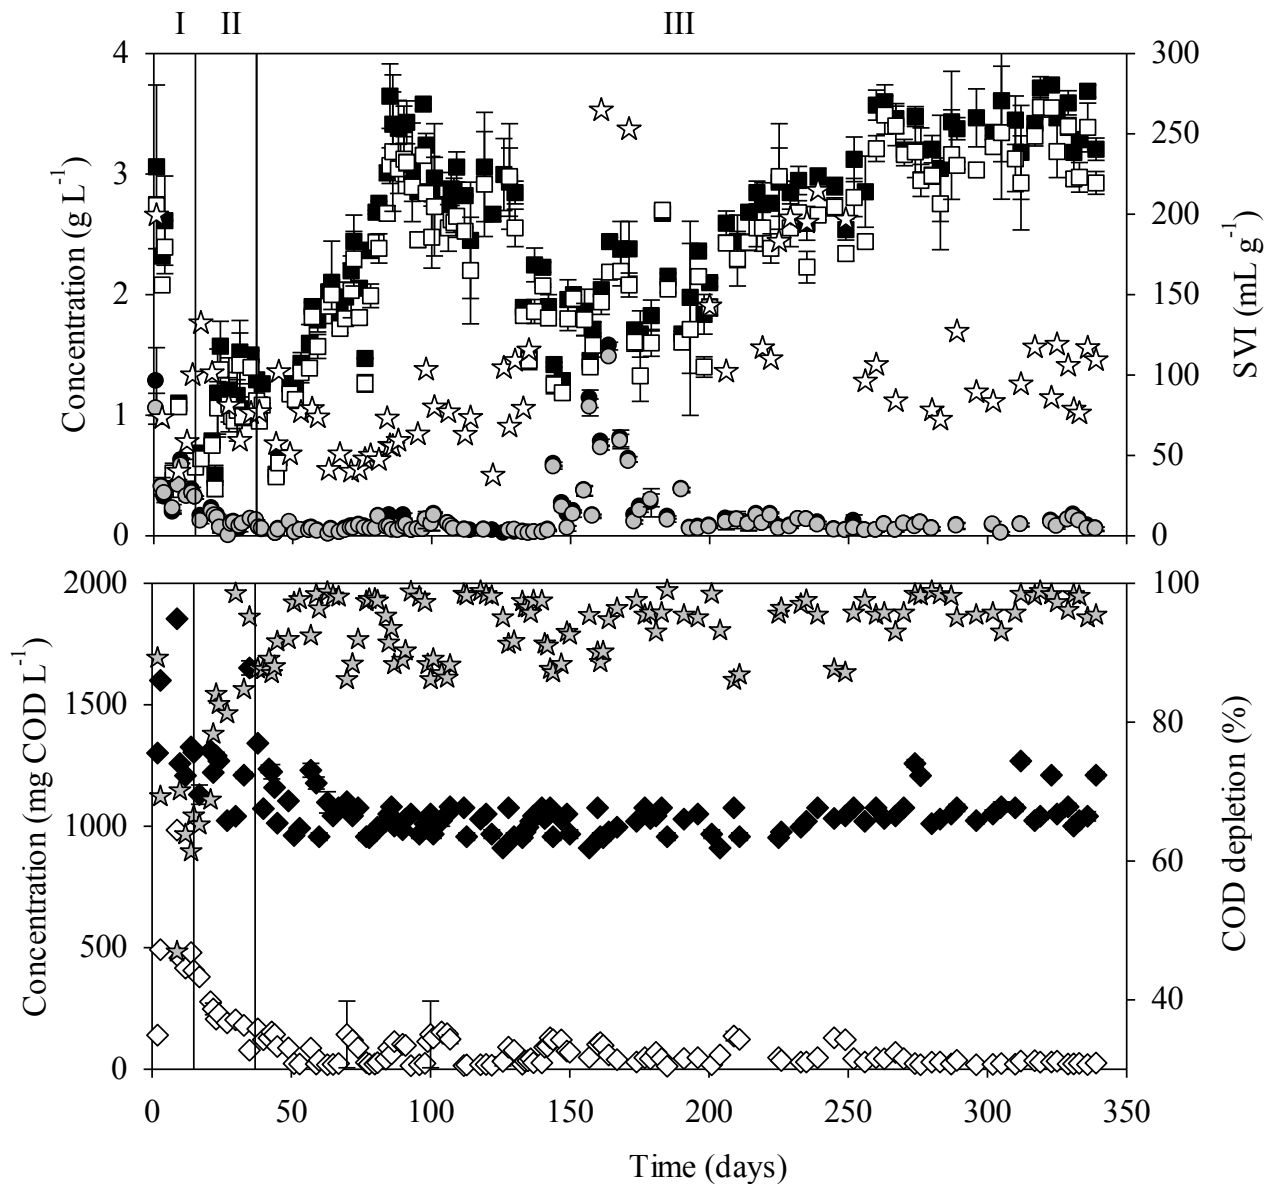 I II III
4 300
3 250
200
2 150
100
1 50
0 0
Concentration (g L⁻¹)
SVI (mL g⁻¹)
2000 100
1500 80
1000 60
500 40
0
Concentration (mg COD L⁻¹)
COD depletion (%)
0 50 100 150 200 250 300 350
Time (days)